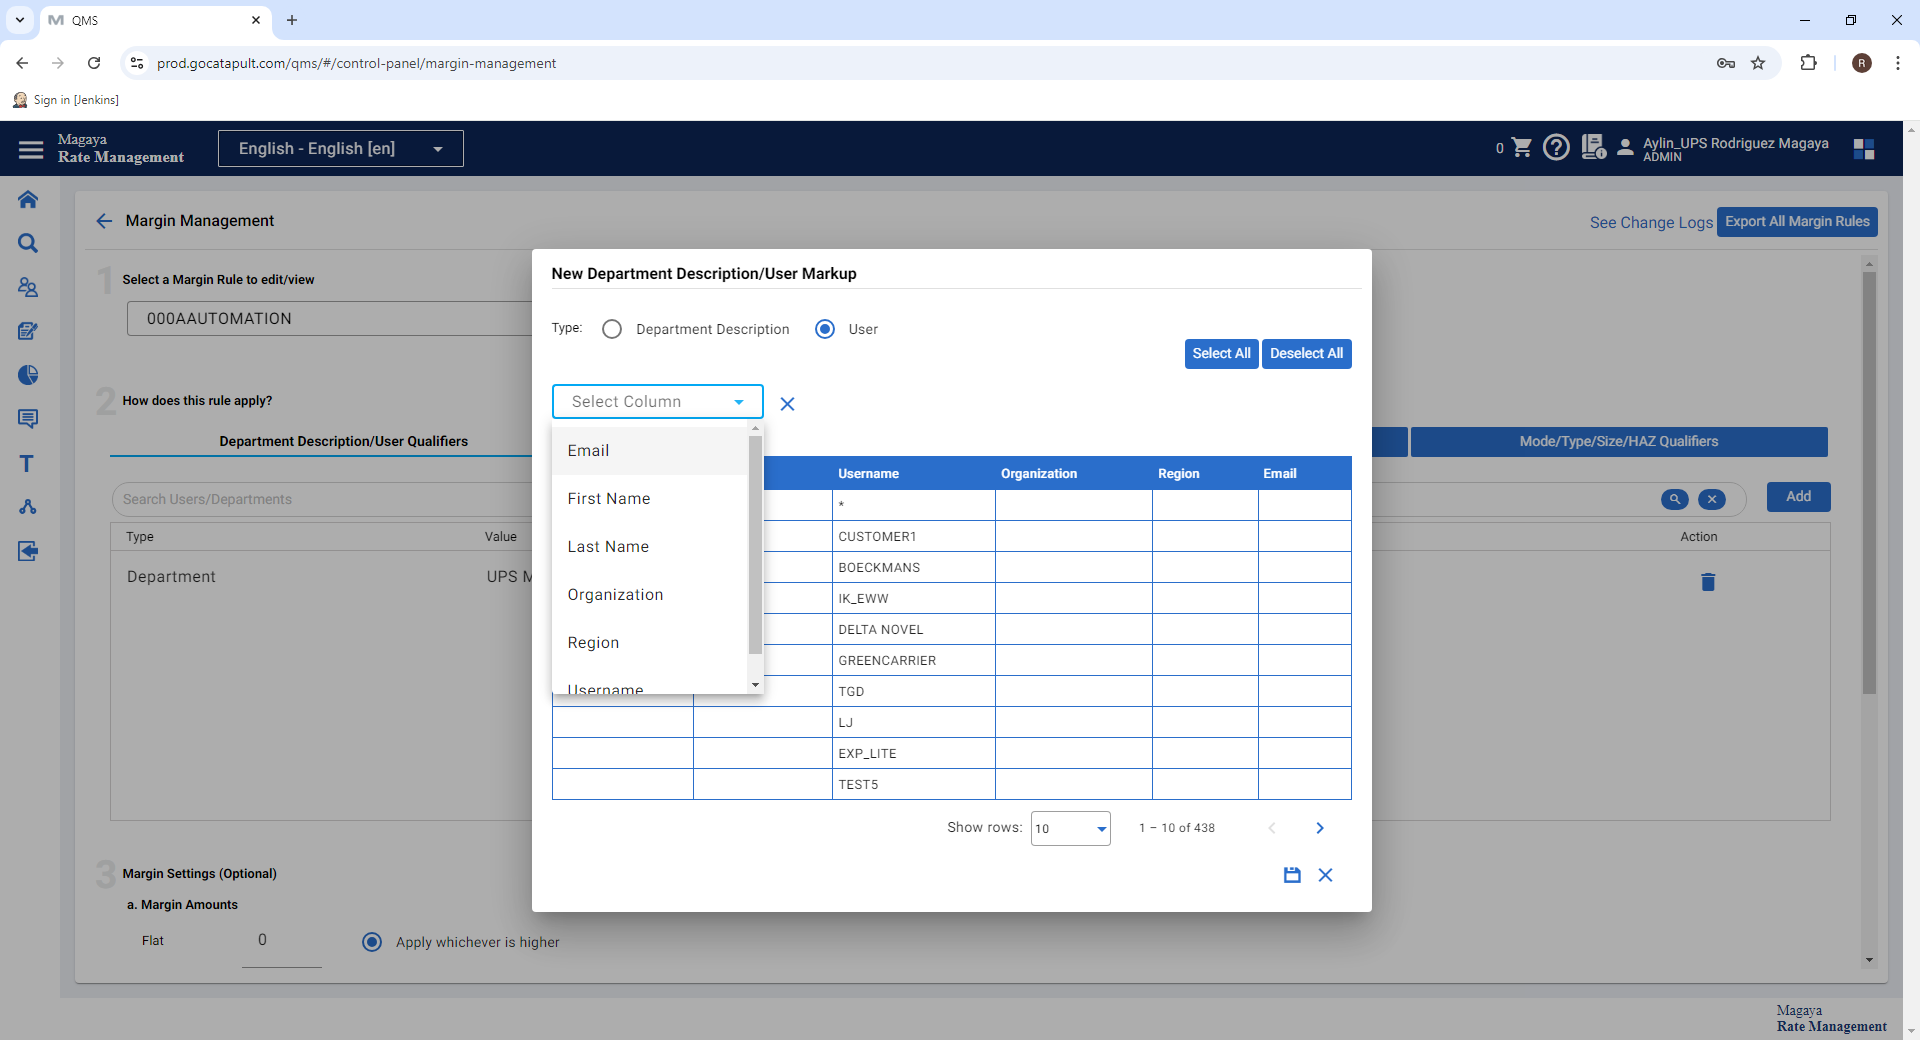 QMS
prod.gocatapult.com/qms/#/control-panel/margin-management
R
Sign in [Jenkins]
Magaya
Rate Management
English - English [en]
0
Aylin_UPS Rodriguez Magaya
ADMIN
Margin Management
See Change Logs
Export All Margin Rules
1
Select a Margin Rule to edit/view
000AAUTOMATION
2
How does this rule apply?
Department Description/User Qualifiers
Mode/Type/Size/HAZ Qualifiers
Search Users/Departments
Add
Type
Value
Action
Department
UPS M
3
Margin Settings (Optional)
a. Margin Amounts
Flat
0
Apply whichever is higher
New Department Description/User Markup
Type:
Department Description
User
Select All
Deselect All
Select Column
Email
First Name
Last Name
Organization
Region
Username
Username
Organization
Region
Email
*
CUSTOMER1
BOECKMANS
IK_EWW
DELTA NOVEL
GREENCARRIER
TGD
LJ
EXP_LITE
TEST5
Show rows:
10
1 – 10 of 438
Magaya
Rate Management